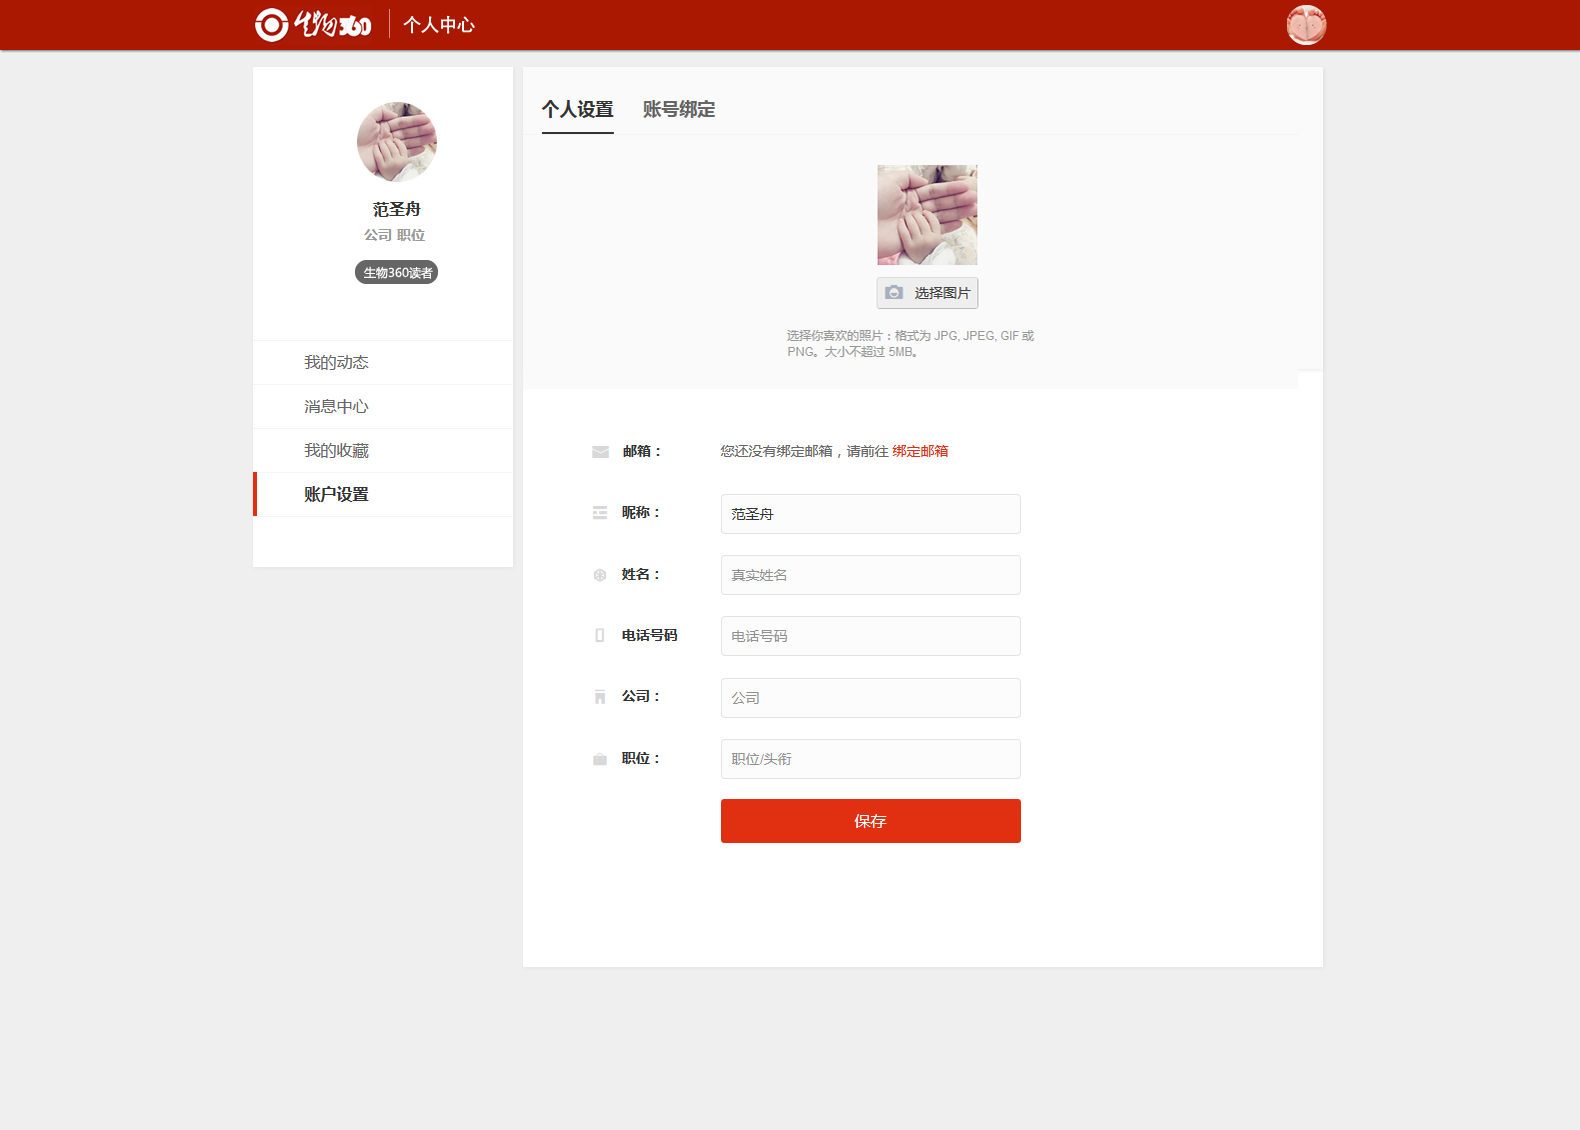 生物360 个人中心
范圣舟
公司 职位
生物360读者
我的动态
消息中心
我的收藏
账户设置
个人设置 账号绑定
选择图片
选择你喜欢的照片：格式为 JPG, JPEG, GIF 或
PNG。大小不超过 5MB。
邮箱： 您还没有绑定邮箱，请前往 绑定邮箱
昵称： 范圣舟
姓名： 真实姓名
电话号码 电话号码
公司： 公司
职位： 职位/头衔
保存